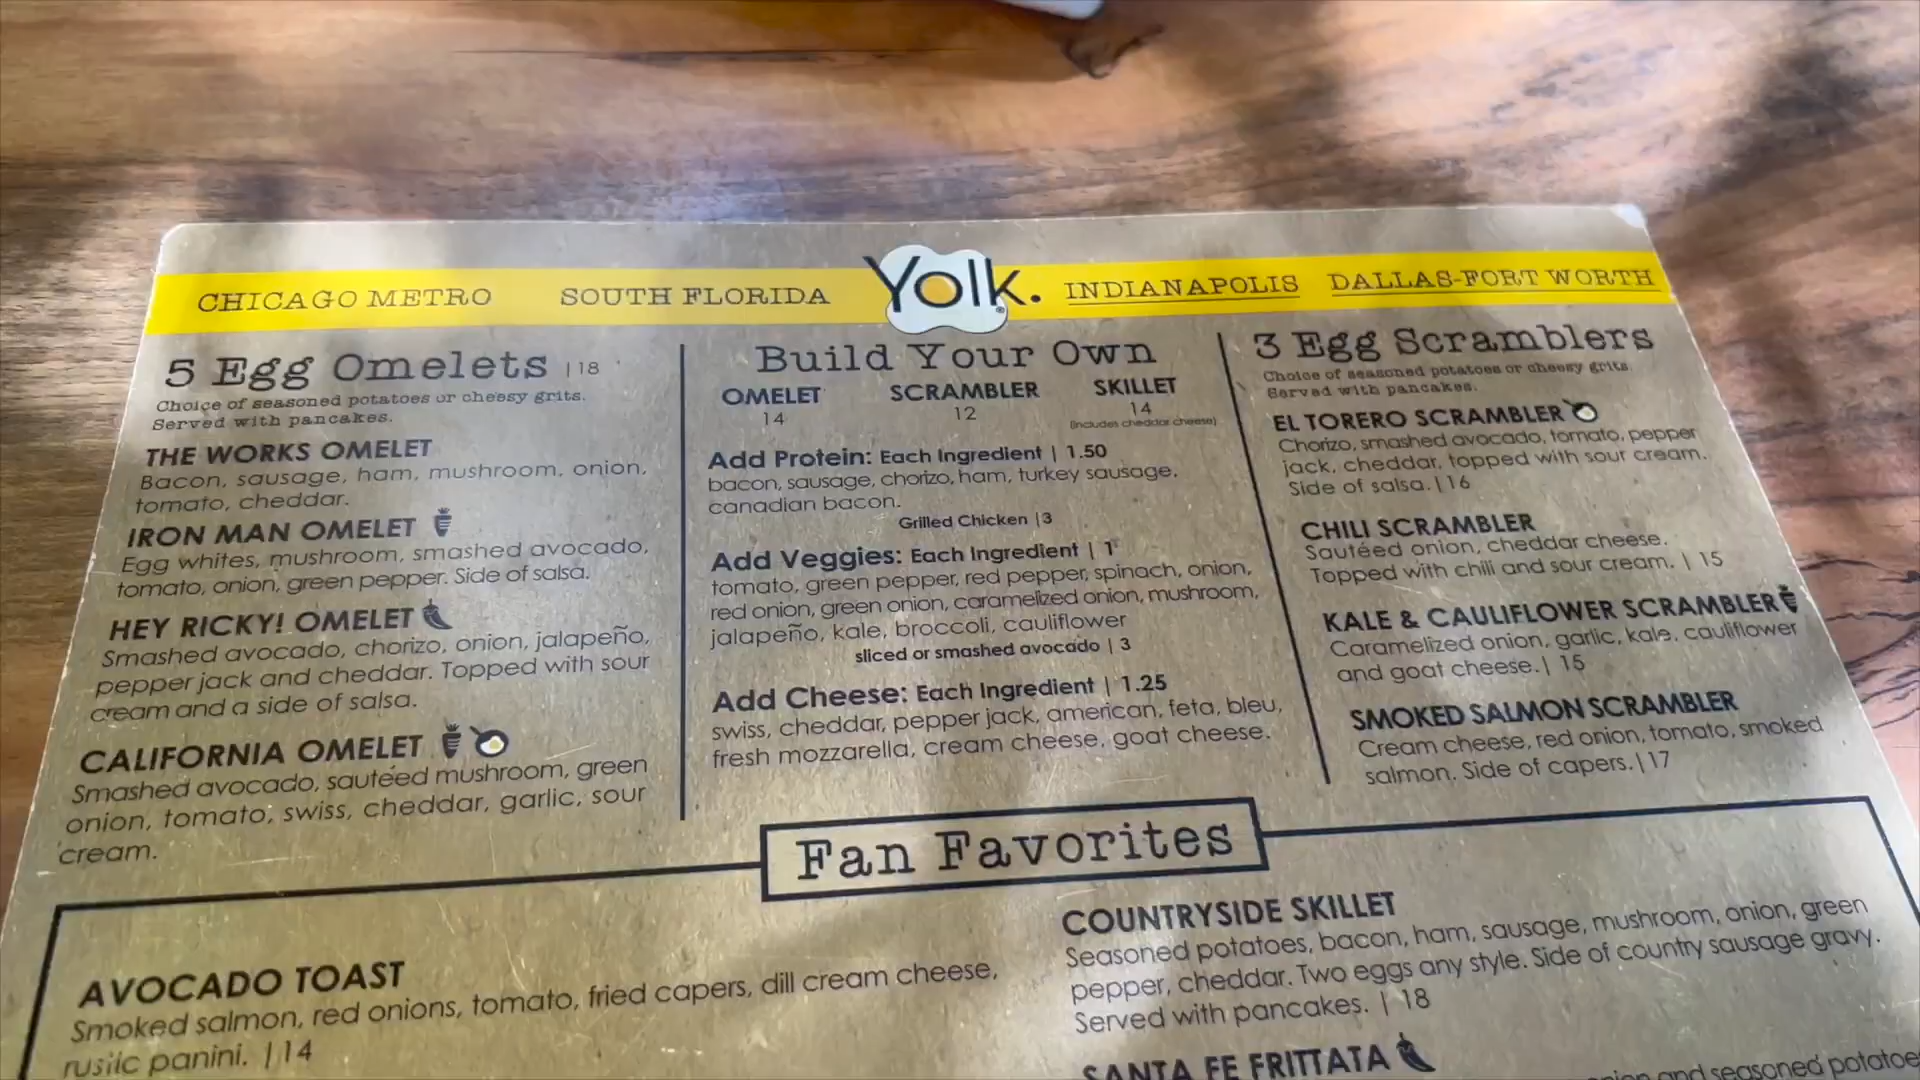 CHICAGO METRO SOUTH FLORIDA Yolk. INDIANAPOLIS DALLAS-FORT WORTH
5 Egg Omelets | 18
Choice of seasoned potatoes or cheesy grits.
Served with pancakes.
THE WORKS OMELET
Bacon, sausage, ham, mushroom, onion,
tomato, cheddar.
IRON MAN OMELET
Egg whites, mushroom, smashed avocado,
tomato, onion, green pepper. Side of salsa.
HEY RICKY! OMELET
Smashed avocado, chorizo, onion, jalapeño,
pepper jack and cheddar. Topped with sour
cream and a side of salsa.
CALIFORNIA OMELET
Smashed avocado, sautéed mushroom, green
onion, tomato, swiss, cheddar, garlic, sour
cream.
Build Your Own
OMELET SCRAMBLER SKILLET
14 12 14
(includes cheddar cheese)
Add Protein: Each Ingredient | 1.50
bacon, sausage, chorizo, ham, turkey sausage,
canadian bacon.
Grilled Chicken |3
Add Veggies: Each Ingredient | 1
tomato, green pepper, red pepper, spinach, onion,
red onion, green onion, caramelized onion, mushroom,
jalapeño, kale, broccoli, cauliflower
sliced or smashed avocado | 3
Add Cheese: Each Ingredient | 1.25
swiss, cheddar, pepper jack, american, feta, bleu,
fresh mozzarella, cream cheese, goat cheese.
3 Egg Scramblers
Choice of seasoned potatoes or cheesy grits.
Served with pancakes.
EL TORERO SCRAMBLER
Chorizo, smashed avocado, tomato, pepper
jack, cheddar, topped with sour cream.
Side of salsa. | 16
CHILI SCRAMBLER
Sautéed onion, cheddar cheese.
Topped with chili and sour cream. | 15
KALE & CAULIFLOWER SCRAMBLER
Caramelized onion, garlic, kale, cauliflower
and goat cheese. | 15
SMOKED SALMON SCRAMBLER
Cream cheese, red onion, tomato, smoked
salmon. Side of capers. | 17
Fan Favorites
AVOCADO TOAST
Smoked salmon, red onions, tomato, fried capers, dill cream cheese,
rustic panini. | 14
COUNTRYSIDE SKILLET
Seasoned potatoes, bacon, ham, sausage, mushroom, onion, green
pepper, cheddar. Two eggs any style. Side of country sausage gravy.
Served with pancakes. | 18
SANTA FE FRITTATA
and seasoned